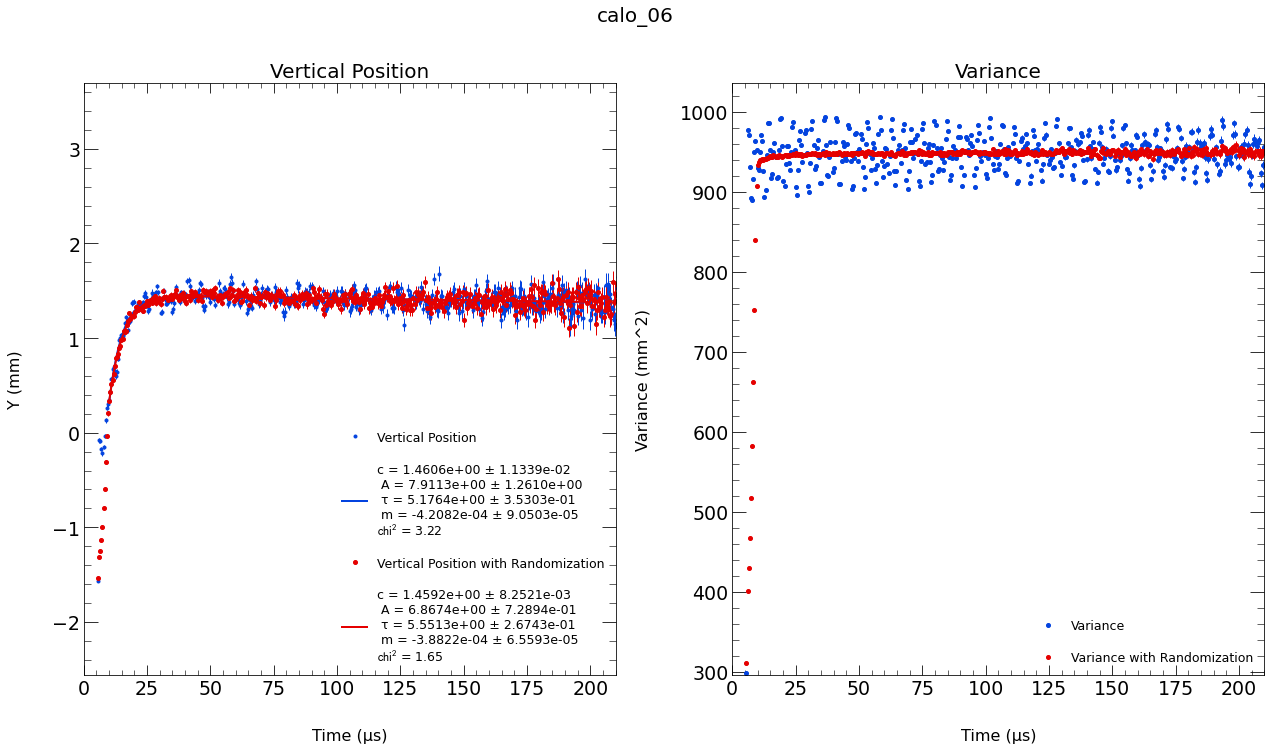 calo_06
Vertical Position
Y (mm)
3
2
1
0
−1
−2
0 25 50 75 100 125 150 175 200
Time (μs)
Vertical Position
c = 1.4606e+00 ± 1.1339e-02
A = 7.9113e+00 ± 1.2610e+00
τ = 5.1764e+00 ± 3.5303e-01
m = -4.2082e-04 ± 9.0503e-05
chi² = 3.22
Vertical Position with Randomization
c = 1.4592e+00 ± 8.2521e-03
A = 6.8674e+00 ± 7.2894e-01
τ = 5.5513e+00 ± 2.6743e-01
m = -3.8822e-04 ± 6.5593e-05
chi² = 1.65
Variance
Variance (mm^2)
1000
900
800
700
600
500
400
300
0 25 50 75 100 125 150 175 200
Time (μs)
Variance
Variance with Randomization